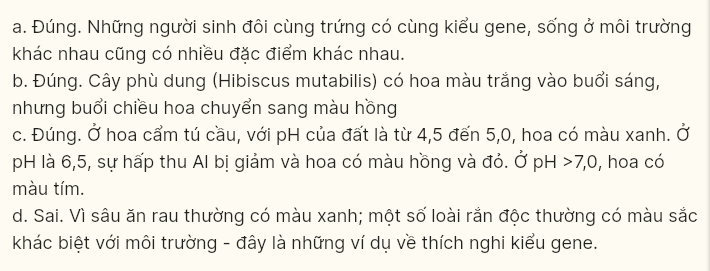 a. Đúng. Những người sinh đôi cùng trứng có cùng kiểu gene, sống ở môi trường
khác nhau cũng có nhiều đặc điểm khác nhau.
b. Đúng. Cây phù dung (Hibiscus mutabilis) có hoa màu trắng vào buổi sáng,
nhưng buổi chiều hoa chuyển sang màu hồng
c. Đúng. Ở hoa cẩm tú cầu, với pH của đất là từ 4,5 đến 5,0, hoa có màu xanh. Ở
pH là 6,5, sự hấp thu Al bị giảm và hoa có màu hồng và đỏ. Ở pH >7,0, hoa có
màu tím.
d. Sai. Vì sâu ăn rau thường có màu xanh; một số loài rắn độc thường có màu sắc
khác biệt với môi trường - đây là những ví dụ về thích nghi kiểu gene.